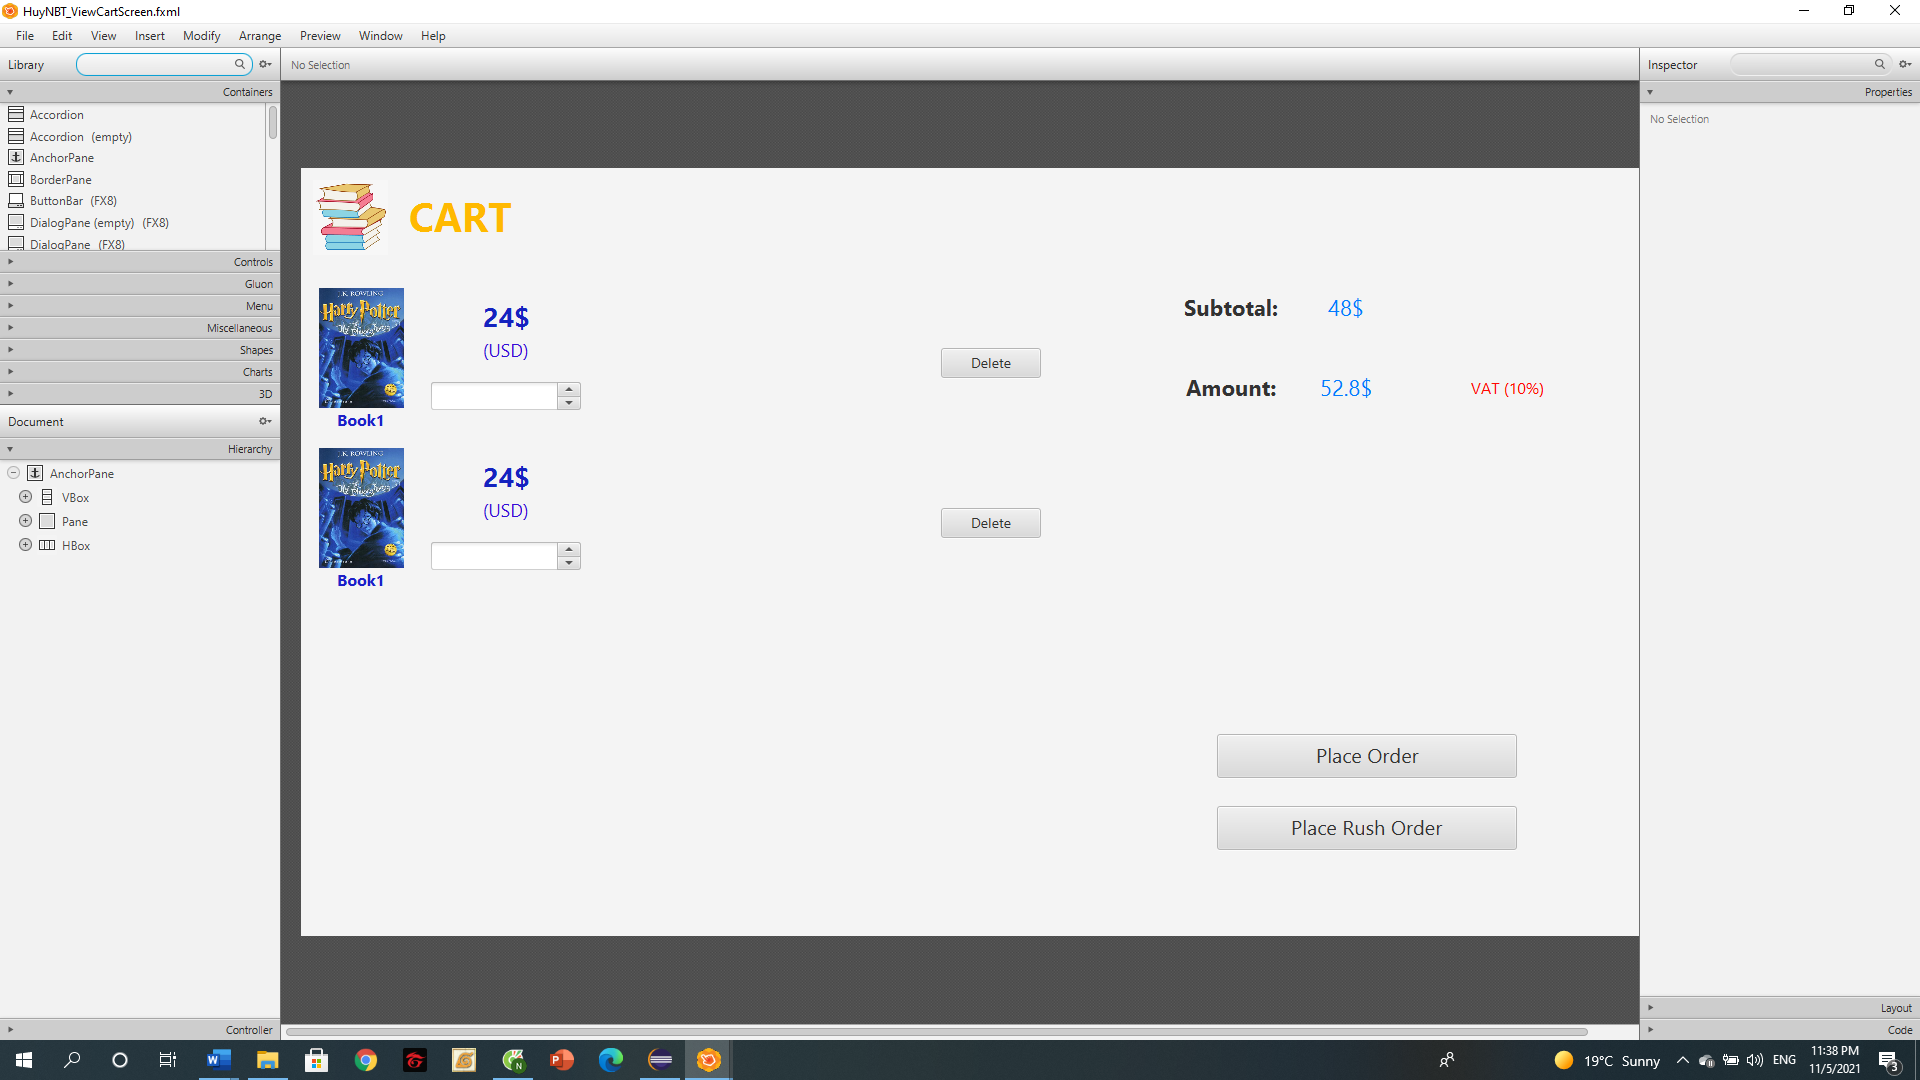 HuyNBT_ViewCartScreen.fxml
File Edit View Insert Modify Arrange Preview Window Help
Library
No Selection
Inspector
Containers
Properties
Accordion
Accordion (empty)
AnchorPane
BorderPane
ButtonBar (FX8)
DialogPane (empty) (FX8)
DialogPane (FX8)
Controls
Gluon
Menu
Miscellaneous
Shapes
Charts
3D
Document
Hierarchy
AnchorPane
VBox
Pane
HBox
Controller
No Selection
Layout
Code
CART
J.K. ROWLING
Harry Potter
24$
(USD)
Delete
Book1
J.K. ROWLING
Harry Potter
24$
(USD)
Delete
Book1
Subtotal: 48$
Amount: 52.8$ VAT (10%)
Place Order
Place Rush Order
19°C Sunny
ENG
11:38 PM
11/5/2021
3